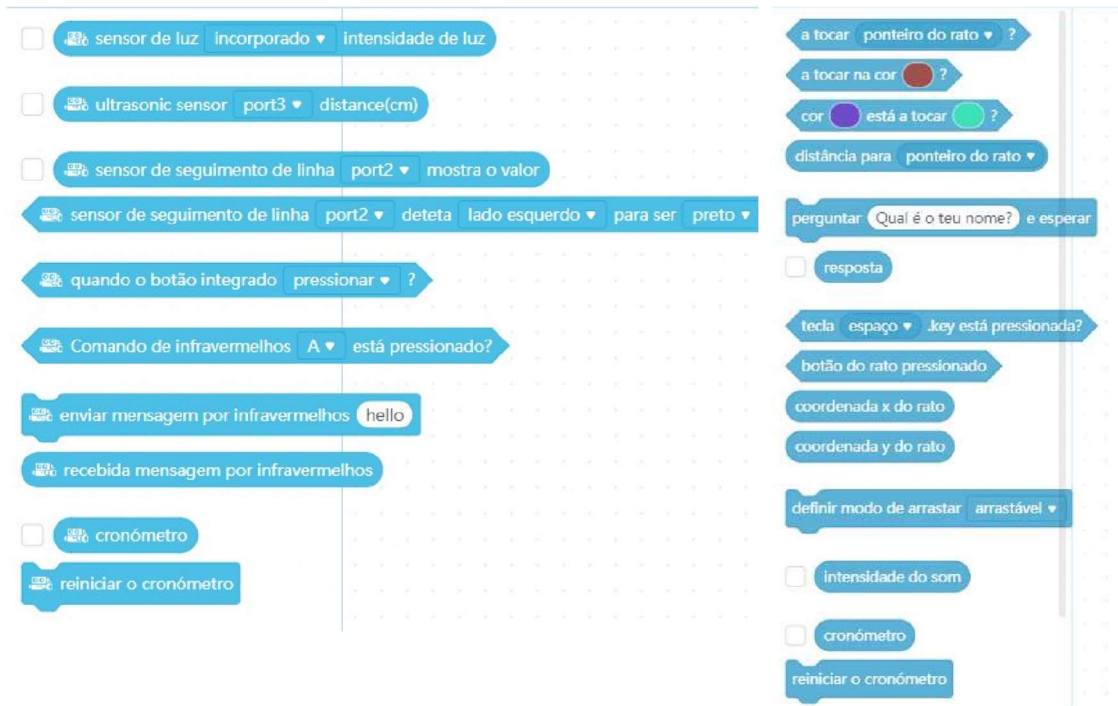 sensor de luz incorporado intensidade de luz
ultrasonic sensor port3 distance(cm)
sensor de seguimento de linha port2 mostra o valor
sensor de seguimento de linha port2 deteta lado esquerdo para ser preto
quando o botão integrado pressionar ?
Comando de infravermelhos A está pressionado?
enviar mensagem por infravermelhos hello
recebida mensagem por infravermelhos
cronómetro
reiniciar o cronómetro
a tocar ponteiro do rato ?
a tocar na cor ?
cor está a tocar ?
distância para ponteiro do rato
perguntar Qual é o teu nome? e esperar
resposta
tecla espaço .key está pressionada?
botão do rato pressionado
coordenada x do rato
coordenada y do rato
definir modo de arrastar arrastável
intensidade do som
cronómetro
reiniciar o cronómetro